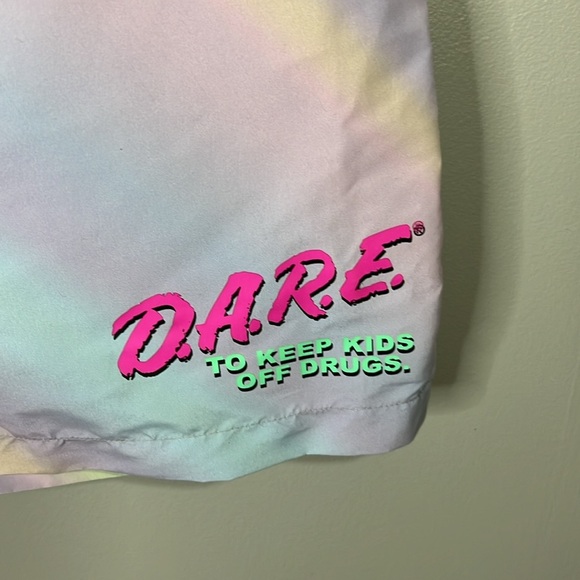 D.A.R.E.®
TO KEEP KIDS
OFF DRUGS.